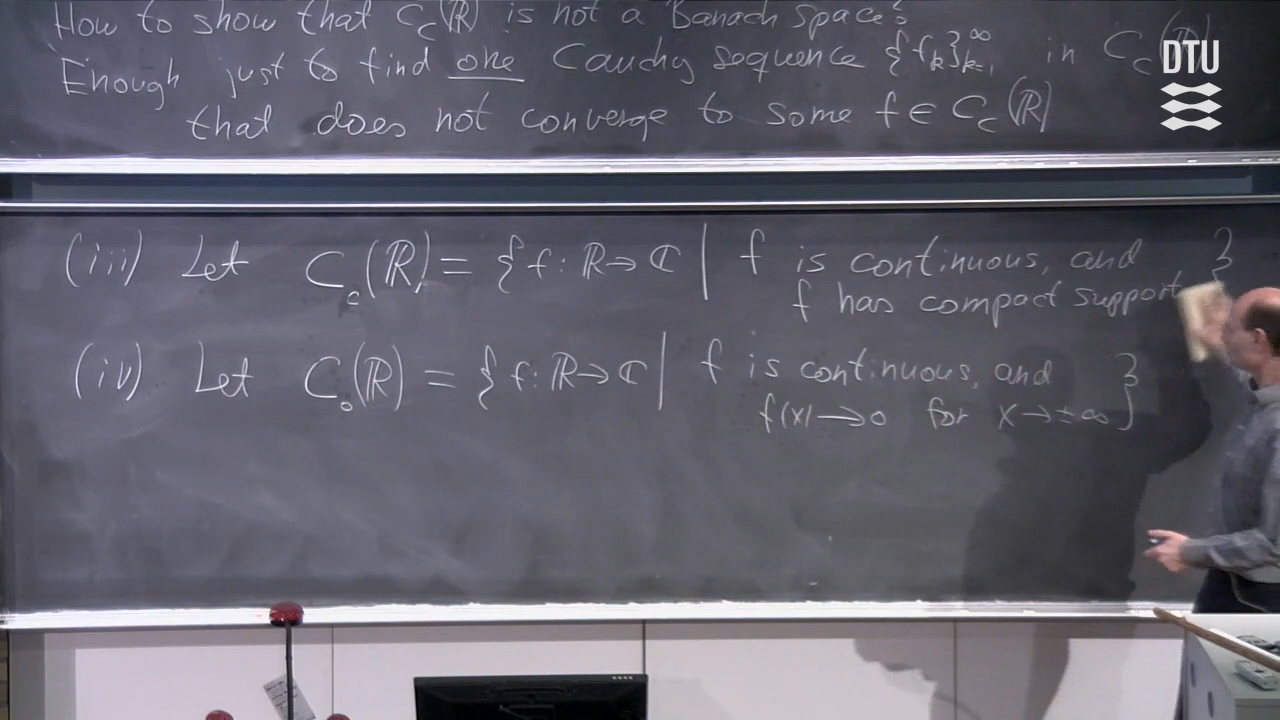 How to show that C_c(ℝ) is not a Banach space?
Enough just to find one Cauchy sequence {f_k}_{k=1}^∞ in C_c(ℝ)
that does not converge to some f ∈ C_c(ℝ)
DTU
(iii) Let C_c(ℝ) = {f: ℝ→ℂ | f is continuous, and
f has compact support}
(iv) Let C_0(ℝ) = {f: ℝ→ℂ | f is continuous, and
f(x) → 0 for x → ±∞}